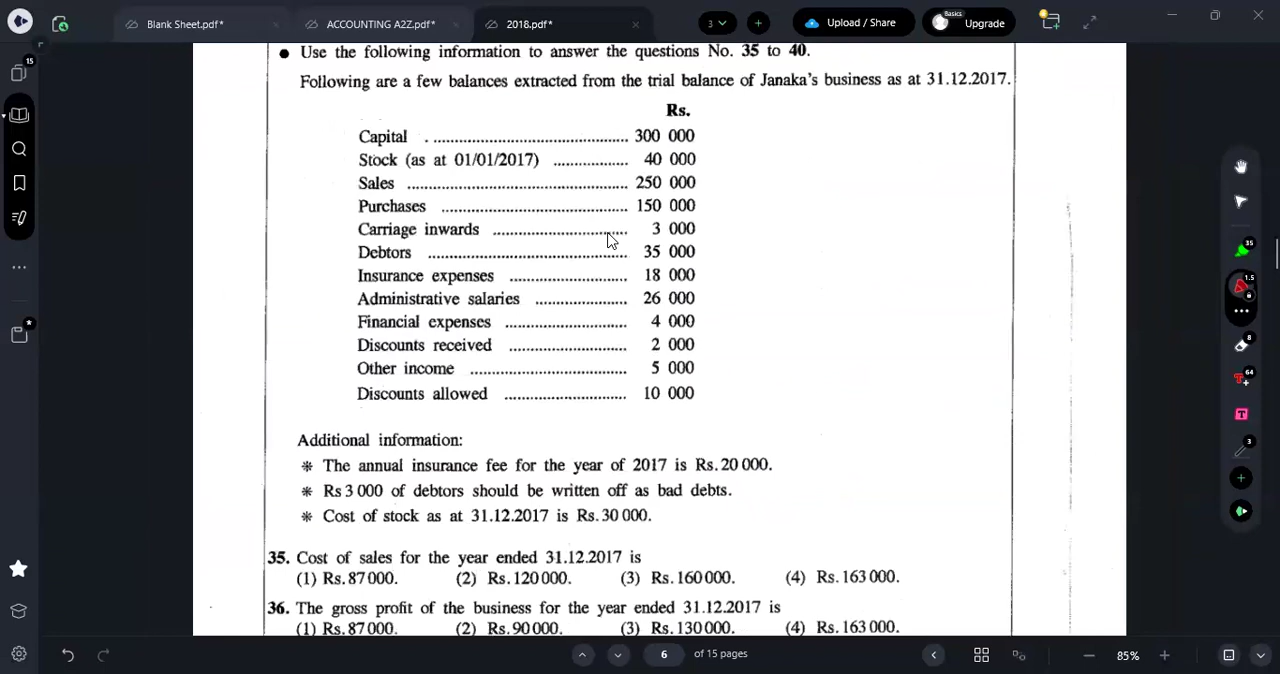 Blank Sheet.pdf*
ACCOUNTING A2Z.pdf*
2018.pdf*
3
Upload / Share
Basics
Upgrade
15
• Use the following information to answer the questions No. 35 to 40.
Following are a few balances extracted from the trial balance of Janaka's business as at 31.12.2017.
Rs.
Capital . .................................... 300 000
Stock (as at 01/01/2017) .............. 40 000
Sales .......................................... 250 000
Purchases ................................... 150 000
Carriage inwards ......................... 3 000
Debtors ...................................... 35 000
Insurance expenses ..................... 18 000
Administrative salaries ................. 26 000
Financial expenses ...................... 4 000
Discounts received ...................... 2 000
Other income .............................. 5 000
Discounts allowed ....................... 10 000
Additional information:
* The annual insurance fee for the year of 2017 is Rs. 20 000.
* Rs 3 000 of debtors should be written off as bad debts.
* Cost of stock as at 31.12.2017 is Rs. 30 000.
35. Cost of sales for the year ended 31.12.2017 is
(1) Rs. 87 000. (2) Rs. 120 000. (3) Rs. 160 000. (4) Rs. 163 000.
36. The gross profit of the business for the year ended 31.12.2017 is
(1) Rs. 87 000. (2) Rs. 90 000. (3) Rs. 130 000. (4) Rs. 163 000.
35
1.5
8
64
3
6 of 15 pages
85%